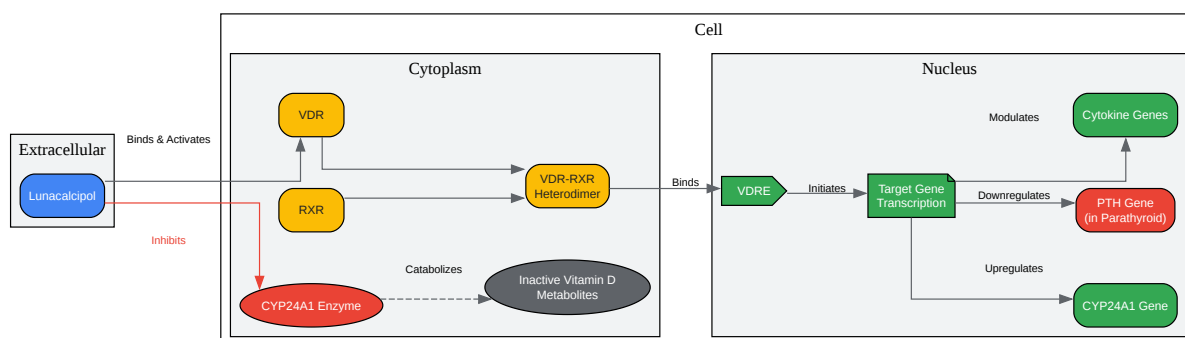 Cell
Cytoplasm
Nucleus
Extracellular
Lunacalcipol
Binds & Activates
Inhibits
VDR
RXR
VDR-RXR
Heterodimer
CYP24A1 Enzyme
Catabolizes
Inactive Vitamin D
Metabolites
Binds
VDRE
Initiates
Target Gene
Transcription
Modulates
Cytokine Genes
Downregulates
PTH Gene
(in Parathyroid)
Upregulates
CYP24A1 Gene